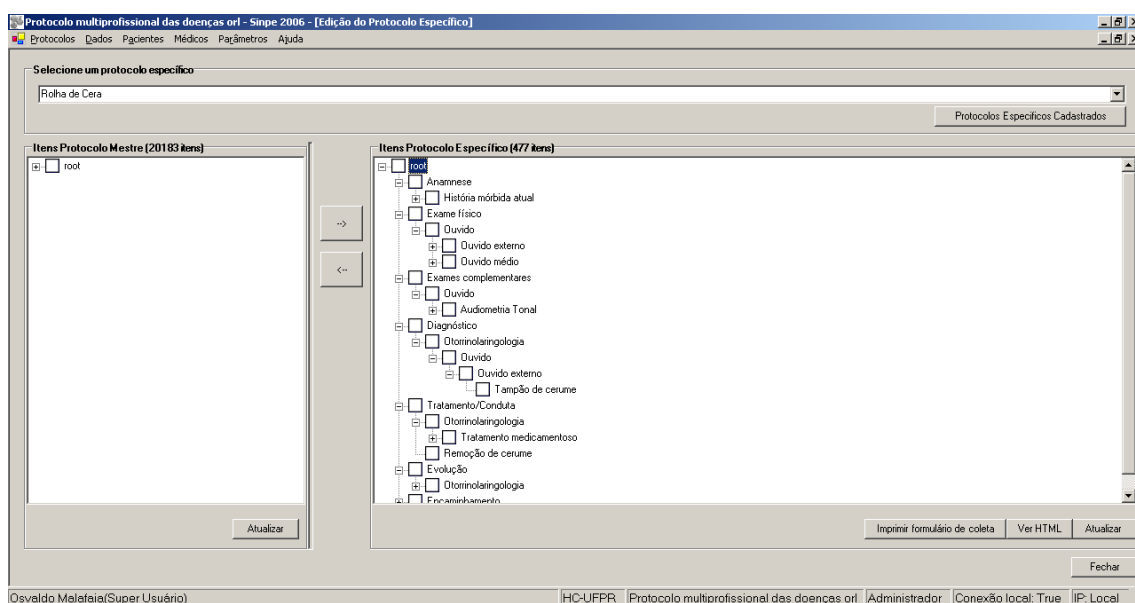 Protocolo multiprofissional das doenças orl - Sinpe 2006 - [Edição do Protocolo Específico]
Protocolos Dados Pacientes Médicos Parâmetros Ajuda
Selecione um protocolo específico
Rolha de Cera
Protocolos Especificos Cadastrados
Itens Protocolo Mestre (20183 itens)
root
-->
<--
Atualizar
Itens Protocolo Específico (477 itens)
root
Anamnese
História mórbida atual
Exame físico
Ouvido
Ouvido externo
Ouvido médio
Exames complementares
Ouvido
Audiometria Tonal
Diagnóstico
Otorrinolaringologia
Ouvido
Ouvido externo
Tampão de cerume
Tratamento/Conduta
Otorrinolaringologia
Tratamento medicamentoso
Remoção de cerume
Evolução
Otorrinolaringologia
Encaminhamento
Imprimir formulário de coleta Ver HTML Atualizar
Fechar
Osvaldo Malafaia(Super Usuário) HC-UFPR Protocolo multiprofissional das doenças orl Administrador Conexão local: True IP: Local